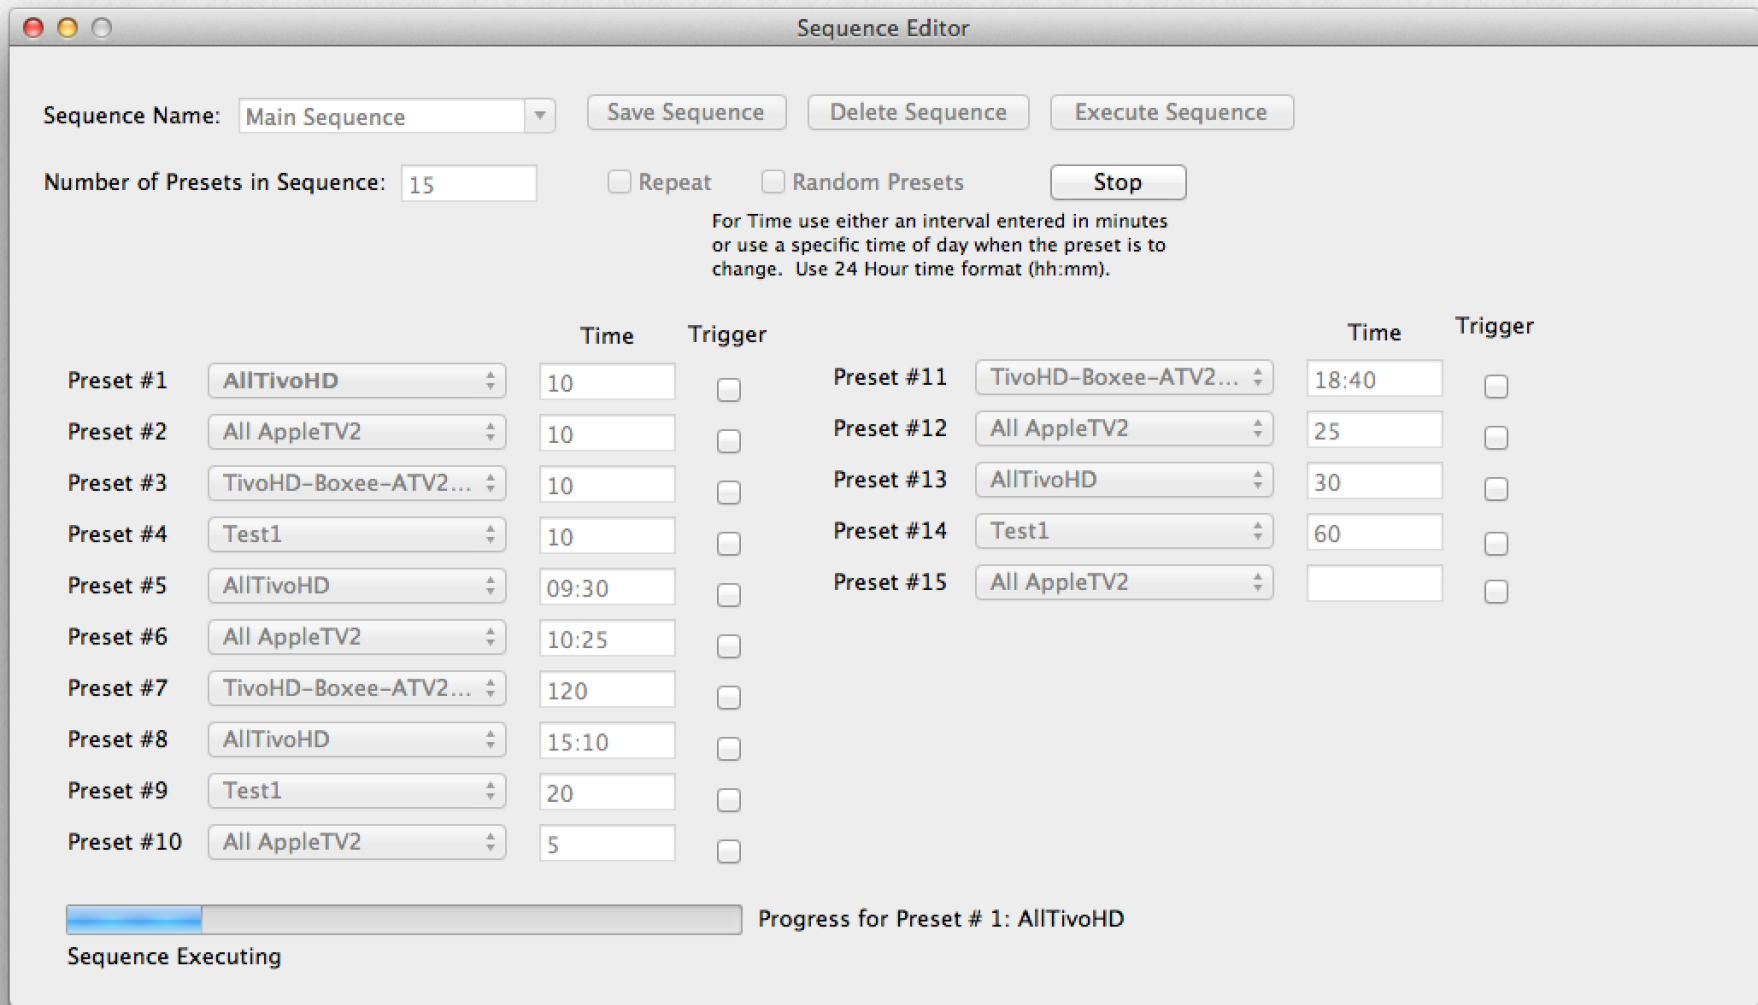 Sequence Editor
Sequence Name: Main Sequence Save Sequence Delete Sequence Execute Sequence
Number of Presets in Sequence: 15 Repeat Random Presets Stop
For Time use either an interval entered in minutes
or use a specific time of day when the preset is to
change. Use 24 Hour time format (hh:mm).
Time Trigger Time Trigger
Preset #1 AllTivoHD 10 Preset #11 TivoHD-Boxee-ATV2... 18:40
Preset #2 All AppleTV2 10 Preset #12 All AppleTV2 25
Preset #3 TivoHD-Boxee-ATV2... 10 Preset #13 AllTivoHD 30
Preset #4 Test1 10 Preset #14 Test1 60
Preset #5 AllTivoHD 09:30 Preset #15 All AppleTV2
Preset #6 All AppleTV2 10:25
Preset #7 TivoHD-Boxee-ATV2... 120
Preset #8 AllTivoHD 15:10
Preset #9 Test1 20
Preset #10 All AppleTV2 5
Progress for Preset # 1: AllTivoHD
Sequence Executing